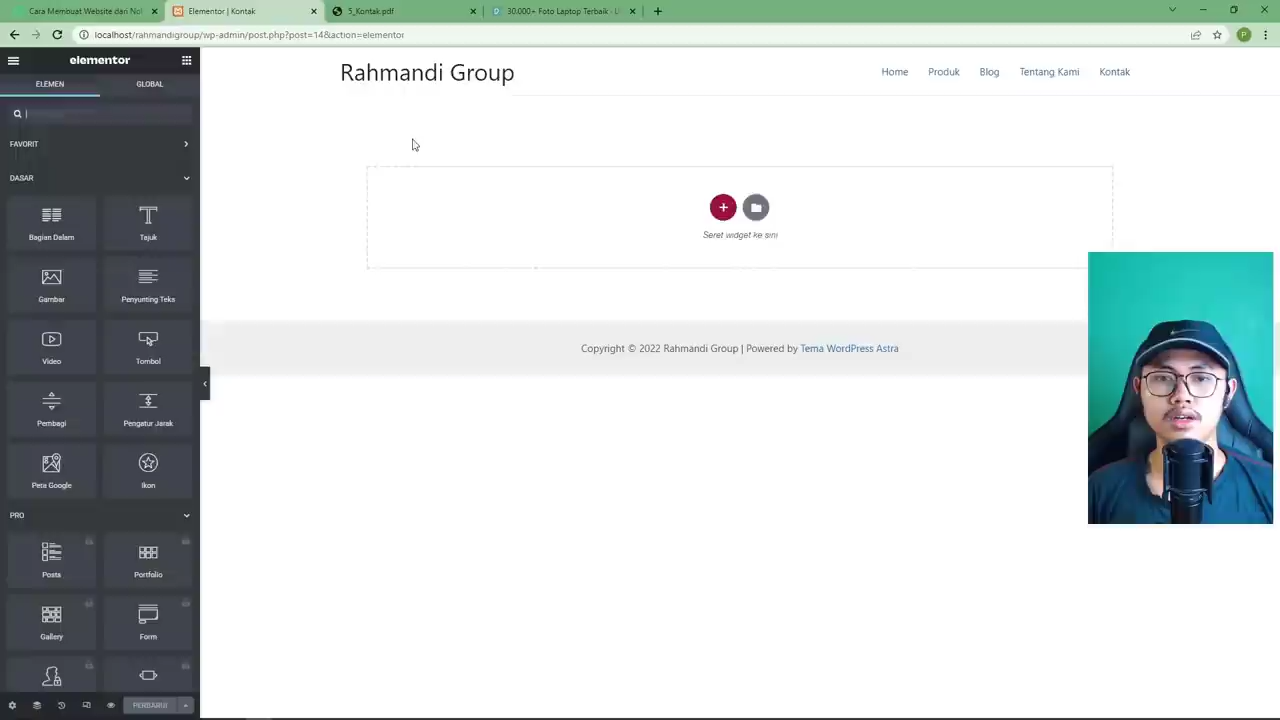 Cara Membuat Website dari Nol
Elementor | Kontak
5_Kontak.pdf
30.000+ Foto Laptop Terbaik
localhost/rahmandigroup/wp-admin/post.php?post=14&action=elementor
elementor
ELEMEN
GLOBAL
FAVORIT
DASAR
Bagian Dalam
Tajuk
Gambar
Penyunting Teks
Video
Tombol
Pembagi
Pengatur Jarak
Peta Google
Ikon
PRO
Posts
Portfolio
Gallery
Form
PERBARUI
Rahmandi Group
Home
Produk
Blog
Tentang Kami
Kontak
Seret widget ke sini
Copyright © 2022 Rahmandi Group | Powered by Tema WordPress Astra
P